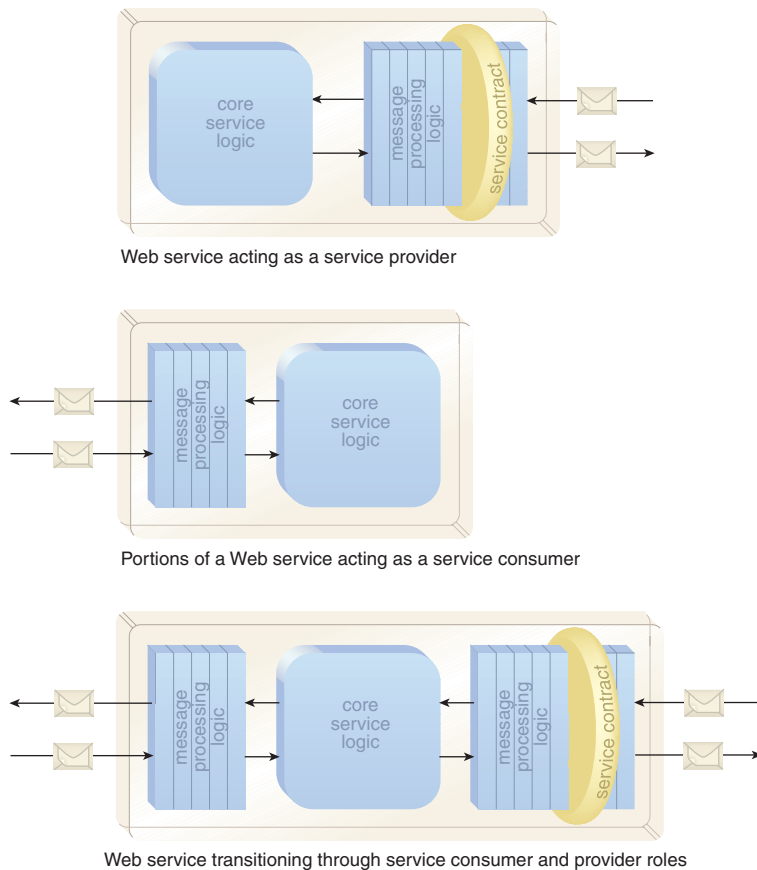 core
service
logic
message
processing
logic
service contract
Web service acting as a service provider
message
processing
logic
core
service
logic
Portions of a Web service acting as a service consumer
message
processing
logic
core
service
logic
message
processing
logic
service contract
Web service transitioning through service consumer and provider roles